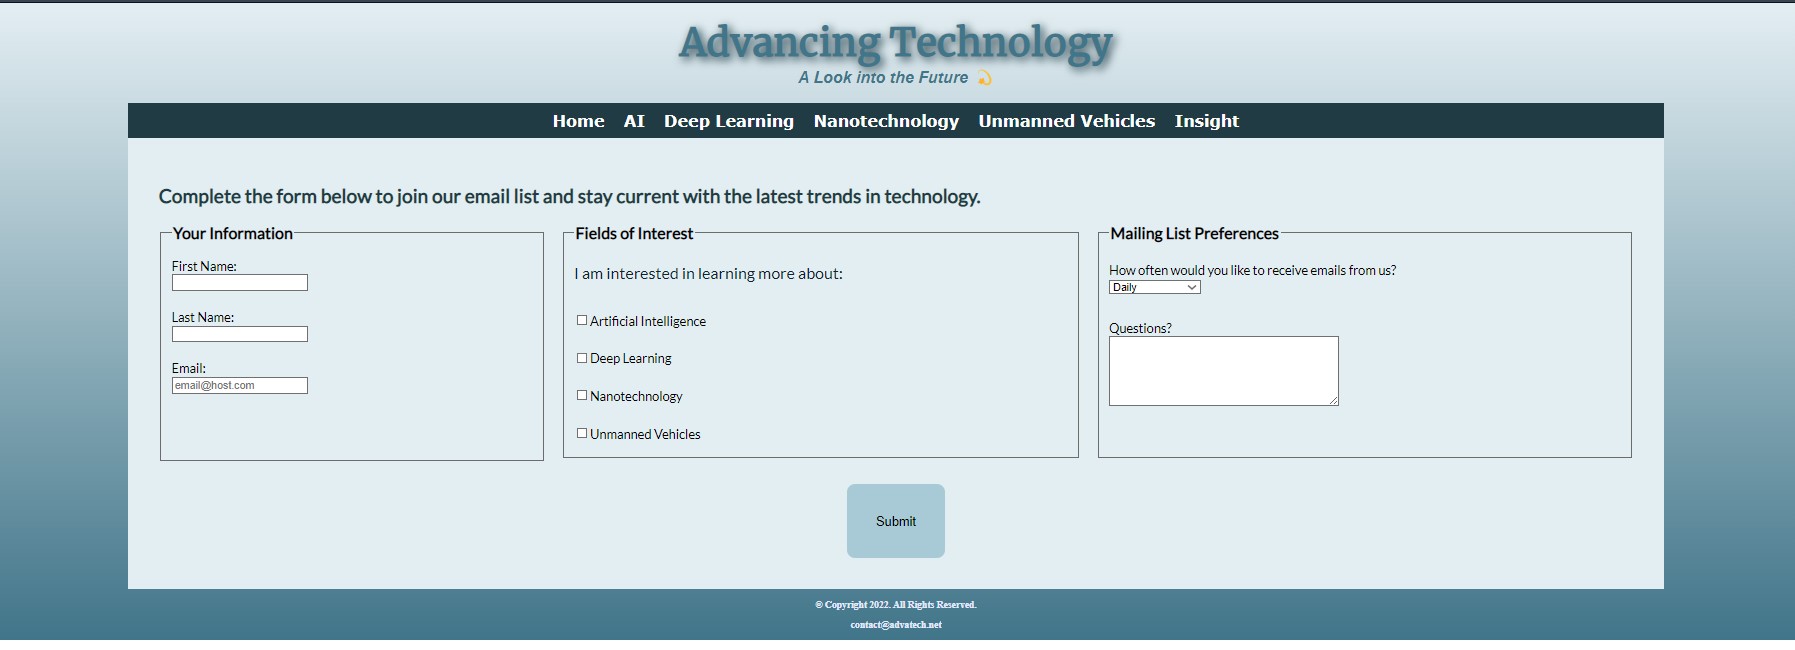 Advancing Technology
A Look into the Future 💫
Home AI Deep Learning Nanotechnology Unmanned Vehicles Insight
Complete the form below to join our email list and stay current with the latest trends in technology.
Your Information
First Name:
Last Name:
Email:
email@host.com
Fields of Interest
I am interested in learning more about:
Artificial Intelligence
Deep Learning
Nanotechnology
Unmanned Vehicles
Mailing List Preferences
How often would you like to receive emails from us?
Daily
Questions?
Submit
© Copyright 2022. All Rights Reserved.
contact@advatech.net